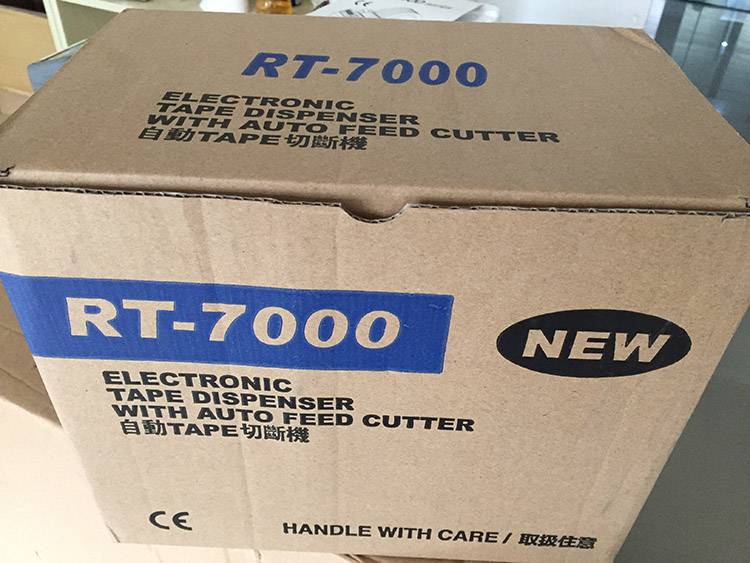 RT-7000
ELECTRONIC
TAPE DISPENSER
WITH AUTO FEED CUTTER
自動TAPE切斷機
RT-7000
NEW
ELECTRONIC
TAPE DISPENSER
WITH AUTO FEED CUTTER
自動TAPE切斷機
CE
HANDLE WITH CARE / 取扱住意